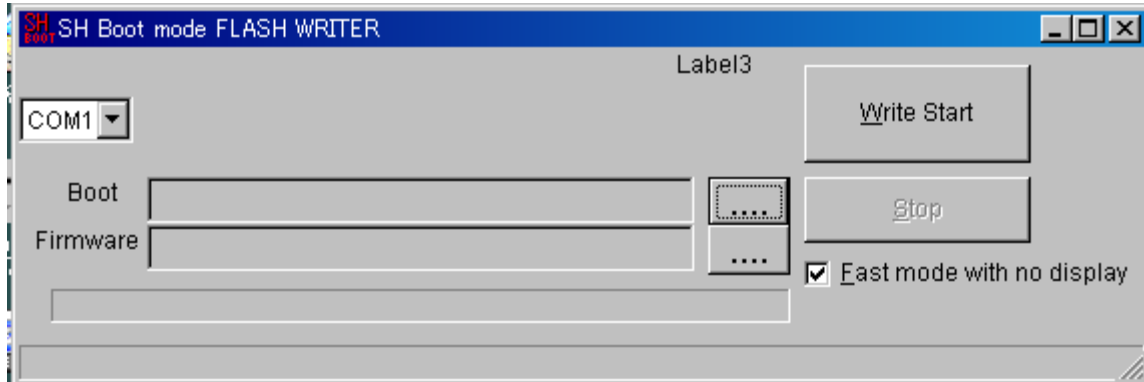 SH BOOT SH Boot mode FLASH WRITER
Label3
COM1
Write Start
Boot
....
Stop
Firmware
....
Fast mode with no display